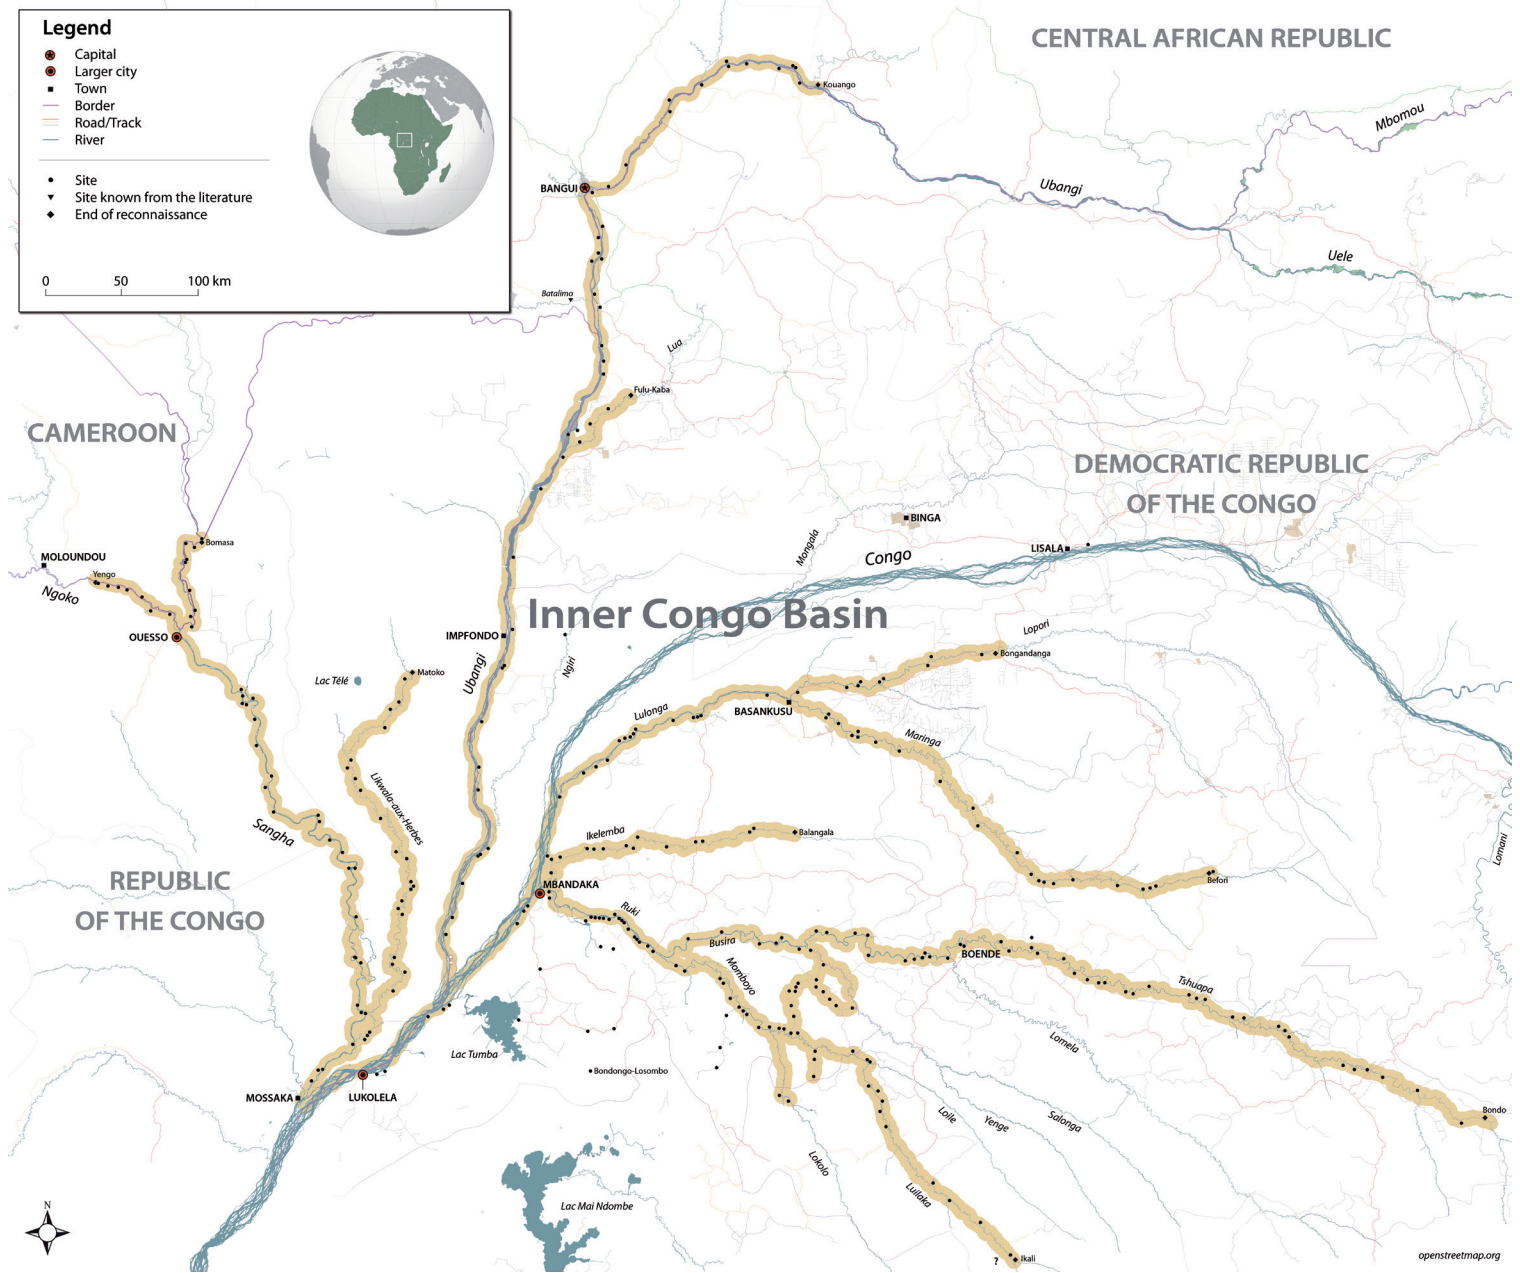 Legend
Capital
Larger city
Town
Border
Road/Track
River
Site
Site known from the literature
End of reconnaissance
0 50 100 km
CENTRAL AFRICAN REPUBLIC
Kouango
Mbomou
BANGUI
Ubangi
Uele
Batalimo
Lua
Fulu-Kaba
CAMEROON
DEMOCRATIC REPUBLIC
OF THE CONGO
BINGA
Mongala
Congo
LISALA
Bomasa
MOLOUNDOU
Yengo
Ngoko
Inner Congo Basin
OUESSO
IMPFONDO
Lopori
Bongandanga
Ngiri
Ubangi
Matoko
Lac Télé
Lulonga
BASANKUSU
Maringa
Likwala-aux-Herbes
Sangha
Ikelemba
Balangala
Lomani
REPUBLIC
OF THE CONGO
MBANDAKA
Befori
Ruki
Busira
BOENDE
Momboyo
Tshuapa
Lac Tumba
Lomela
Bondongo-Losombo
MOSSAKA
LUKOLELA
Loile
Yenge
Salonga
Bondo
Lokolo
Luilaka
Lac Mai Ndombe
N
? Ikali
openstreetmap.org